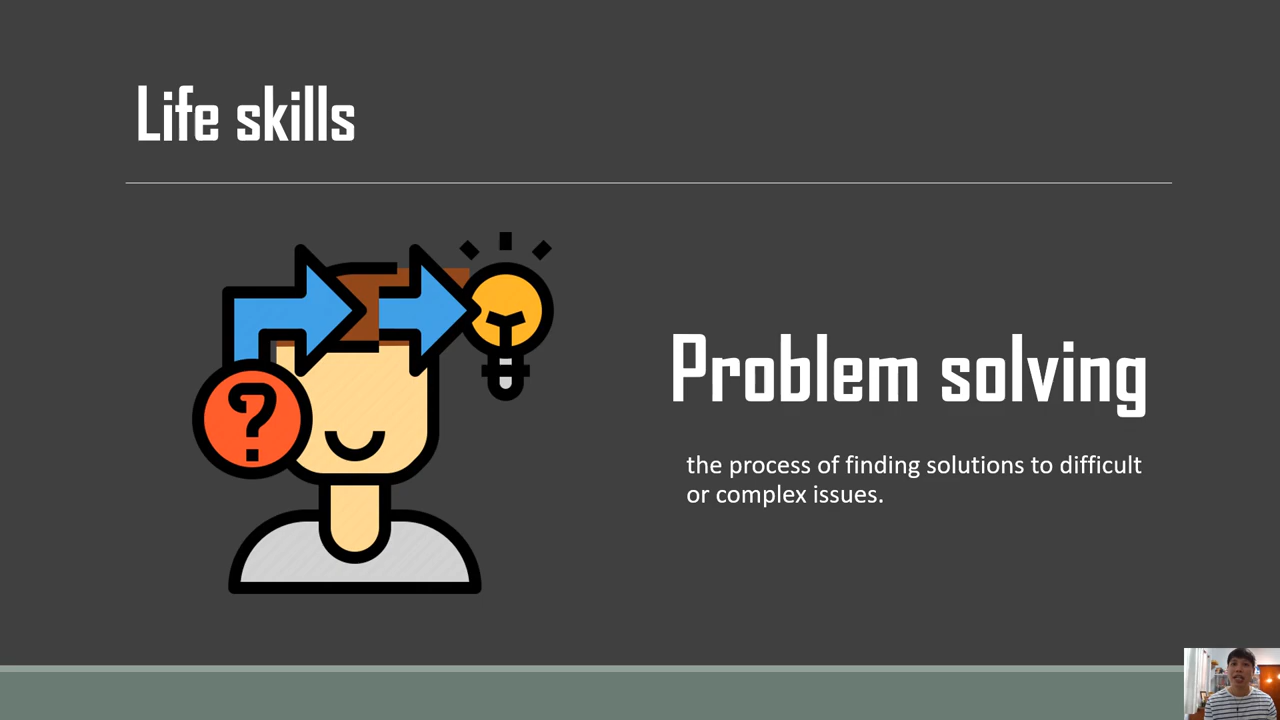 Life skills
Problem solving
the process of finding solutions to difficult
or complex issues.
?